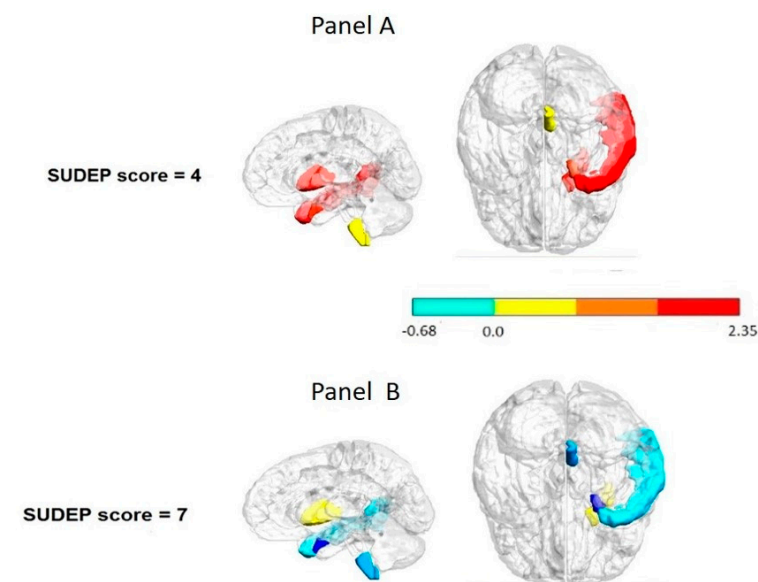 Panel A
SUDEP score = 4
-0.68 0.0 2.35
Panel B
SUDEP score = 7